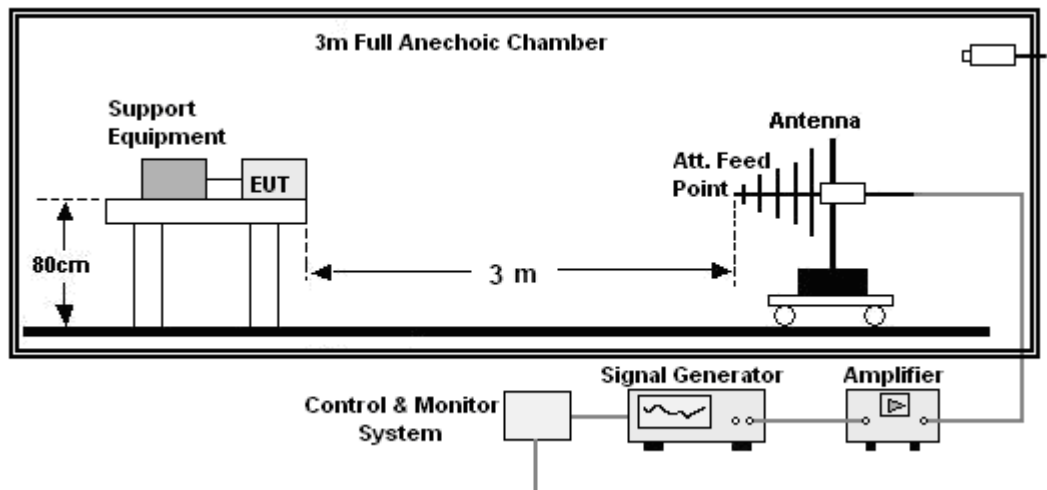 3m Full Anechoic Chamber
Support
Equipment
EUT
80cm
Antenna
Att. Feed
Point
3 m
Signal Generator
Amplifier
Control & Monitor
System